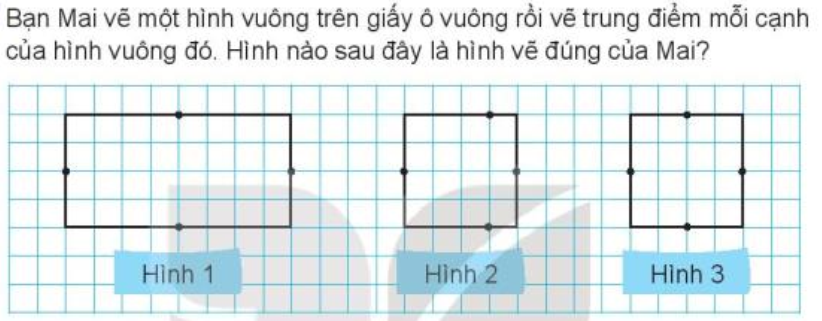 Bạn Mai vẽ một hình vuông trên giấy ô vuông rồi vẽ trung điểm mỗi cạnh
của hình vuông đó. Hình nào sau đây là hình vẽ đúng của Mai?
Hình 1 Hình 2 Hình 3